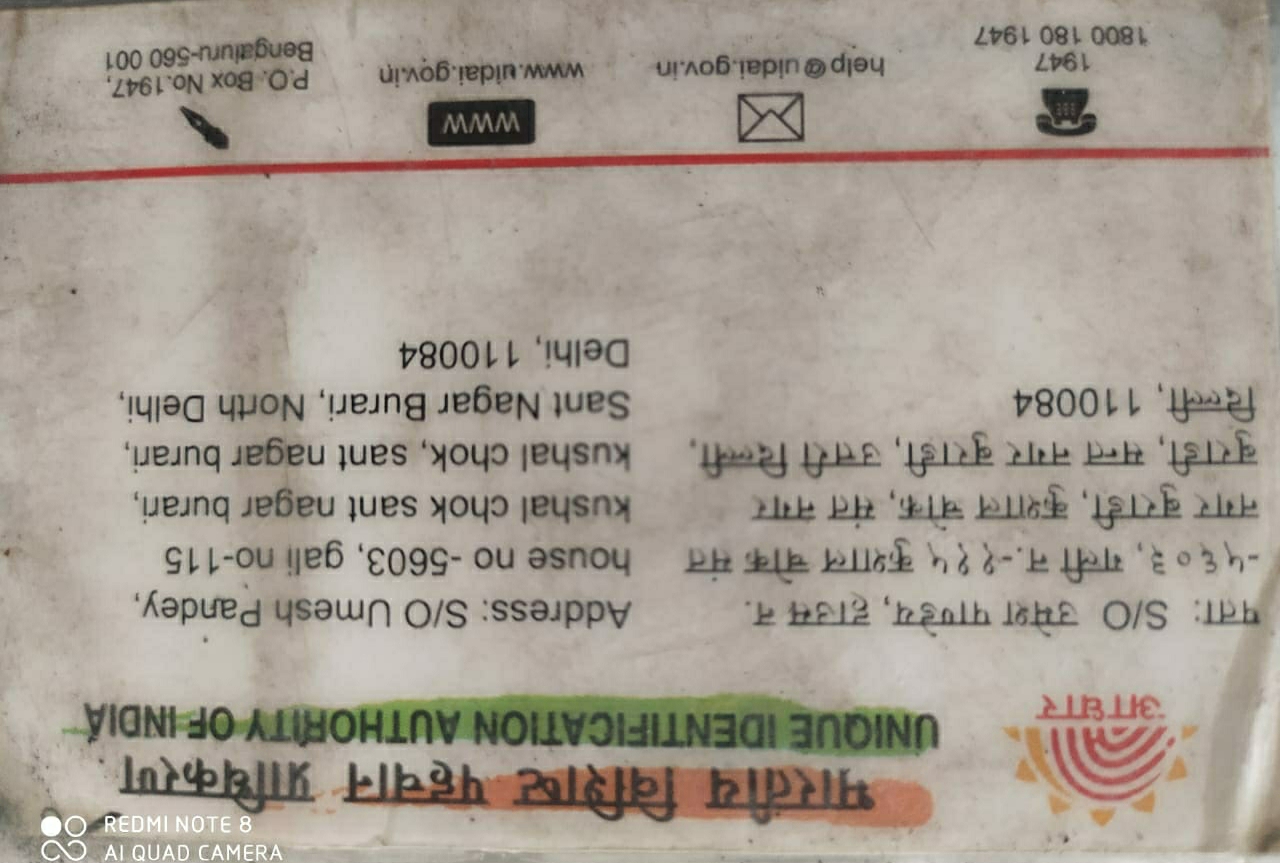 भारतीय विशिष्ट पहचान प्राधिकरण
UNIQUE IDENTIFICATION AUTHORITY OF INDIA
आधार
पता: S/O उमेश पाण्डेय, हाउस न.
-५६०३, गली न.-११५ कुशाल चोक संत
नगर बुराडी, कुशाल चोक, संत नगर
बुराडी, सन्त नगर बुराडी, उत्तरी दिल्ली,
दिल्ली, 110084
Address: S/O Umesh Pandey,
house no -5603, gali no-115
kushal chok sant nagar burari,
kushal chok, sant nagar burari,
Sant Nagar Burari, North Delhi,
Delhi, 110084
1947
1800 180 1947
help@uidai.gov.in
WWW
www.uidai.gov.in
P.O. Box No.1947,
Bengaluru-560 001
REDMI NOTE 8
AI QUAD CAMERA